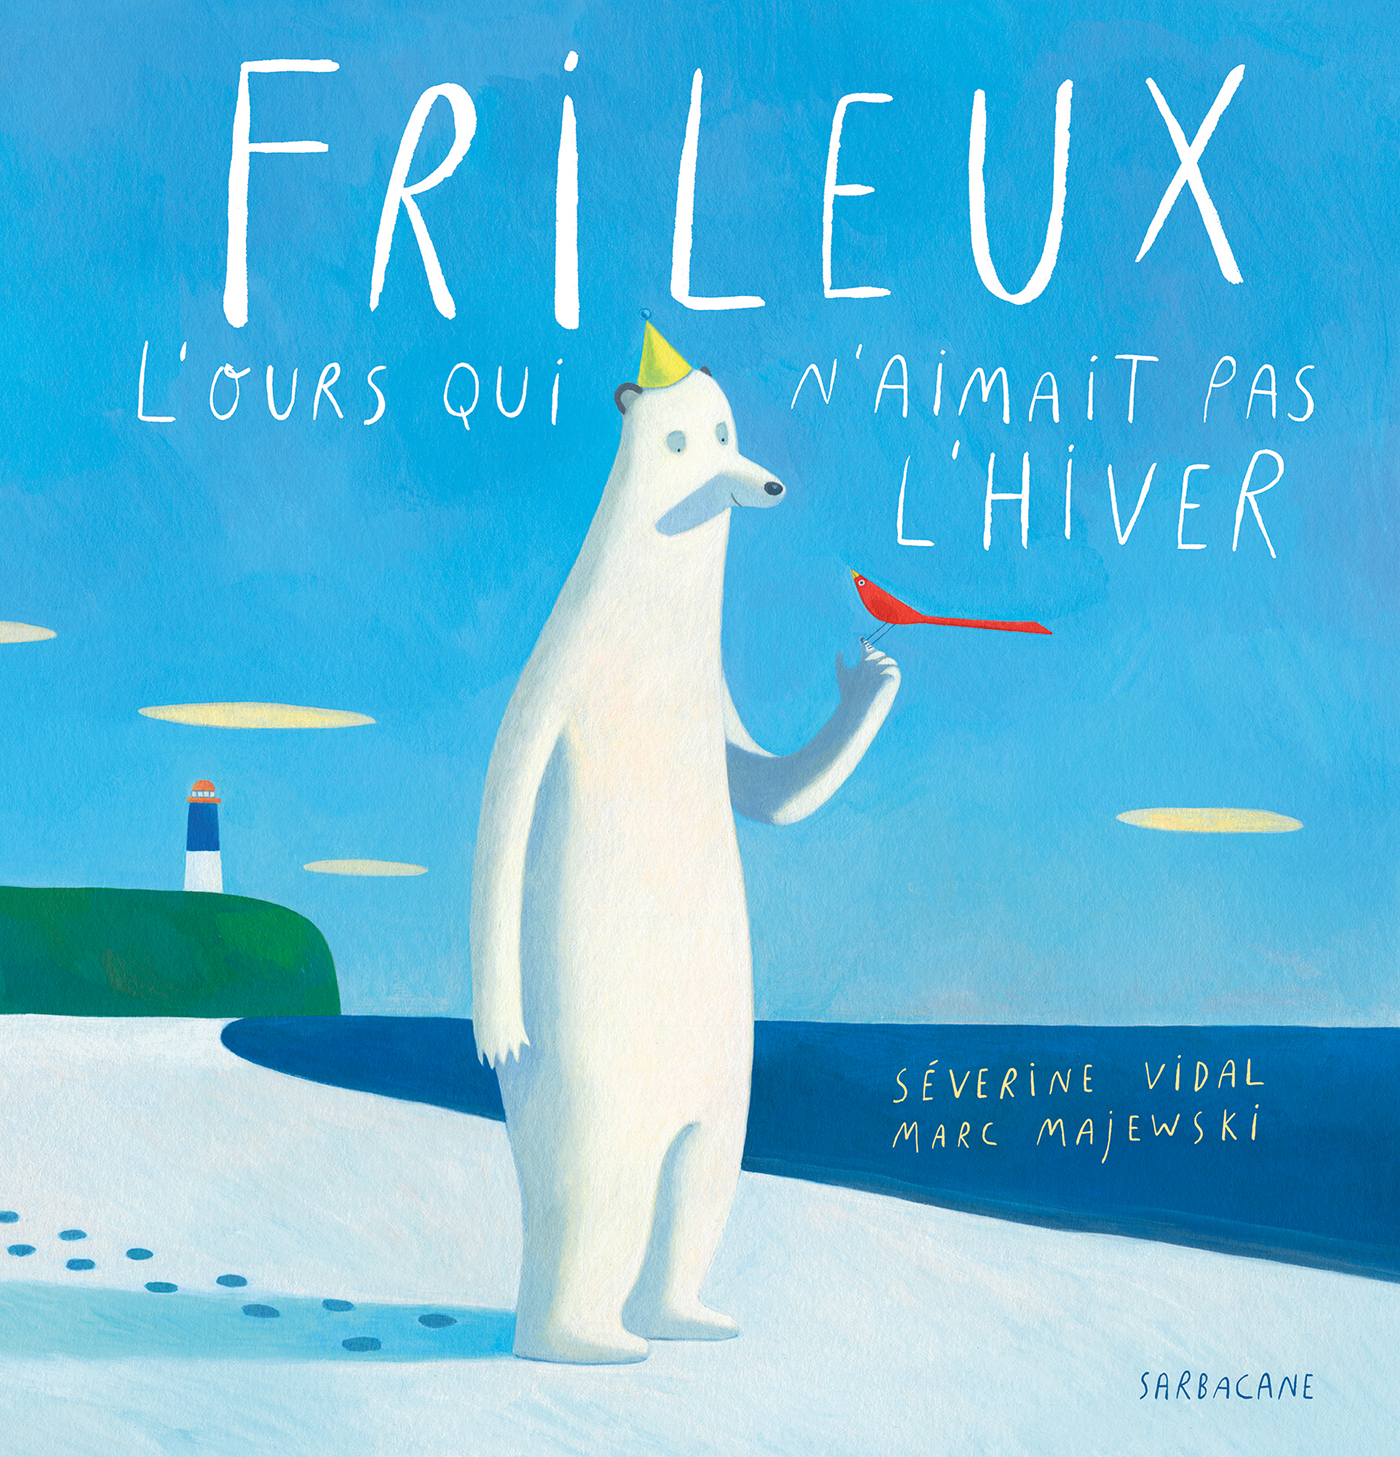 FRILEUX
L'OURS QUI N'AIMAIT PAS
L'HIVER
SÉVERINE VIDAL
MARC MAJEWSKI
SARBACANE